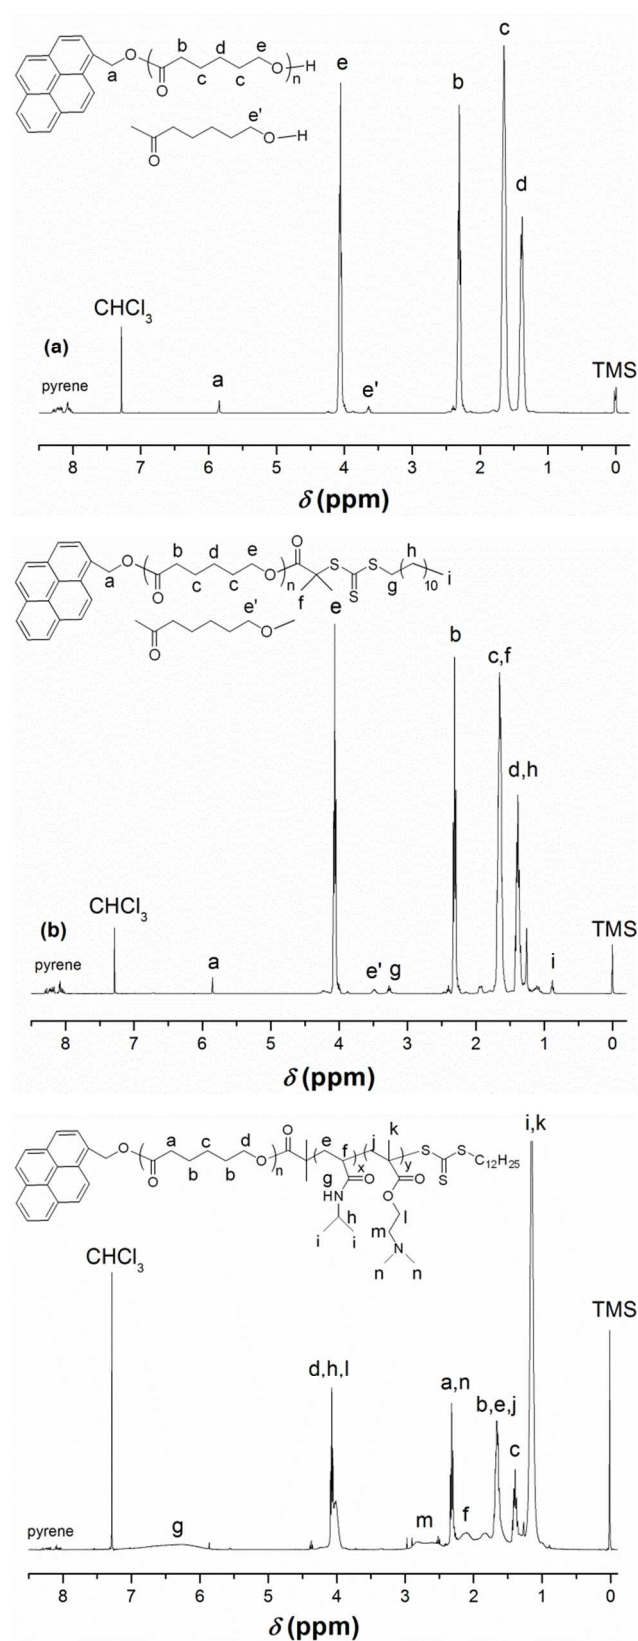 b d e
O O
a c c n H
O
e'
O H
O
e b c d
CHCl3
(a)
pyrene
a e' TMS
8 7 6 5 4 3 2 1 0
δ (ppm)
b d e O h
O O S S
a c c n g 10 i
O f S
e'
O
O
e b c,f
d,h
CHCl3
(b)
pyrene
a e' g i TMS
8 7 6 5 4 3 2 1 0
δ (ppm)
i,k
a c d O e f j k
O O x y S S C12H25
b b n S
O g O O
HN O
h l
i i m
N
n n
CHCl3
TMS
d,h,l
a,n
b,e,j
c
pyrene
g m f
8 7 6 5 4 3 2 1 0
δ (ppm)